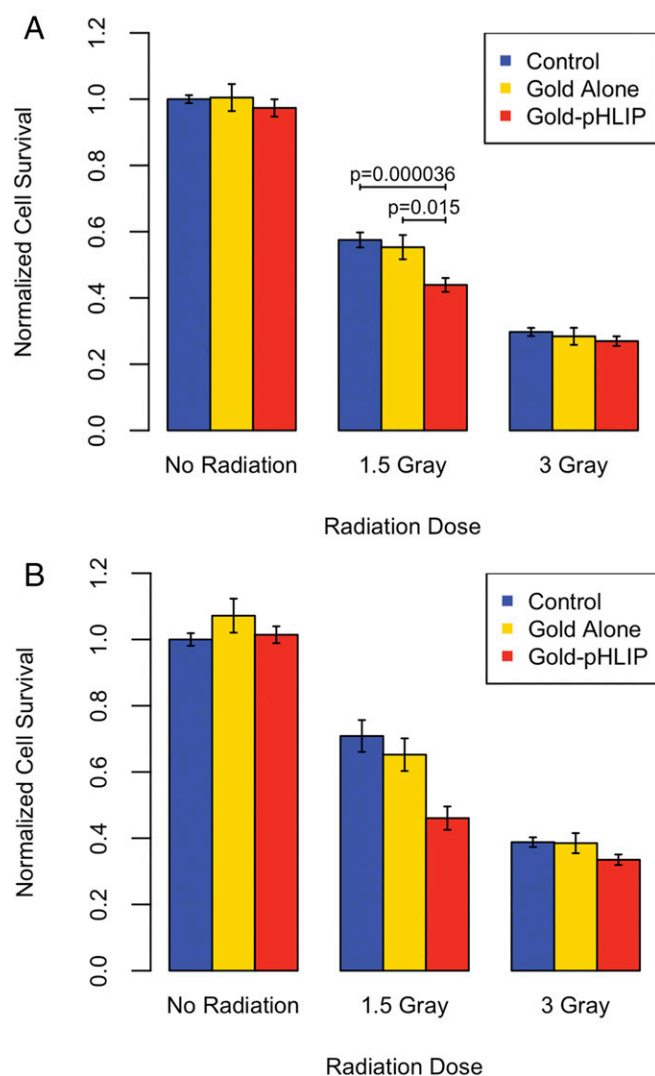 A
Normalized Cell Survival
0.0 0.2 0.4 0.6 0.8 1.0 1.2
Control
Gold Alone
Gold-pHLIP
p=0.000036
p=0.015
No Radiation 1.5 Gray 3 Gray
Radiation Dose
B
Normalized Cell Survival
0.0 0.2 0.4 0.6 0.8 1.0 1.2
Control
Gold Alone
Gold-pHLIP
No Radiation 1.5 Gray 3 Gray
Radiation Dose